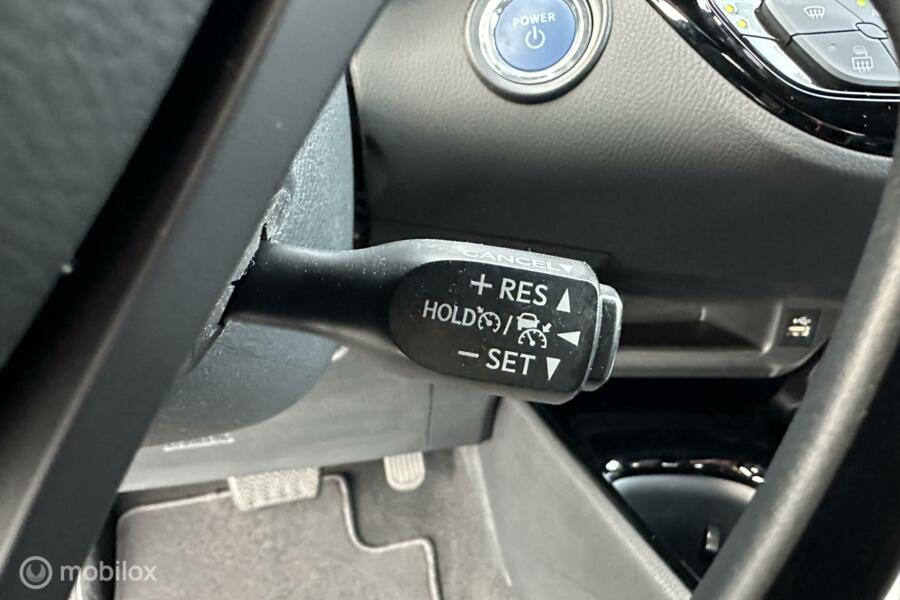 POWER
CANCEL▼
+ RES ▲
HOLD / ◀
− SET ▼
mobilox